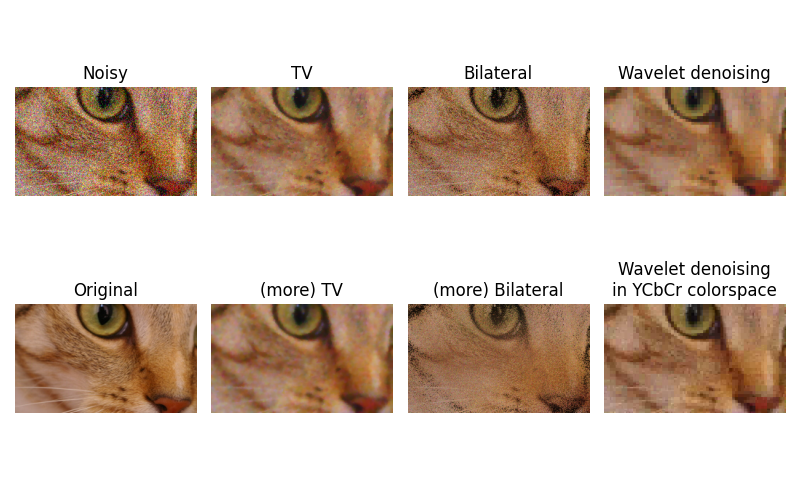 Noisy
TV
Bilateral
Wavelet denoising
Original
(more) TV
(more) Bilateral
Wavelet denoising
in YCbCr colorspace